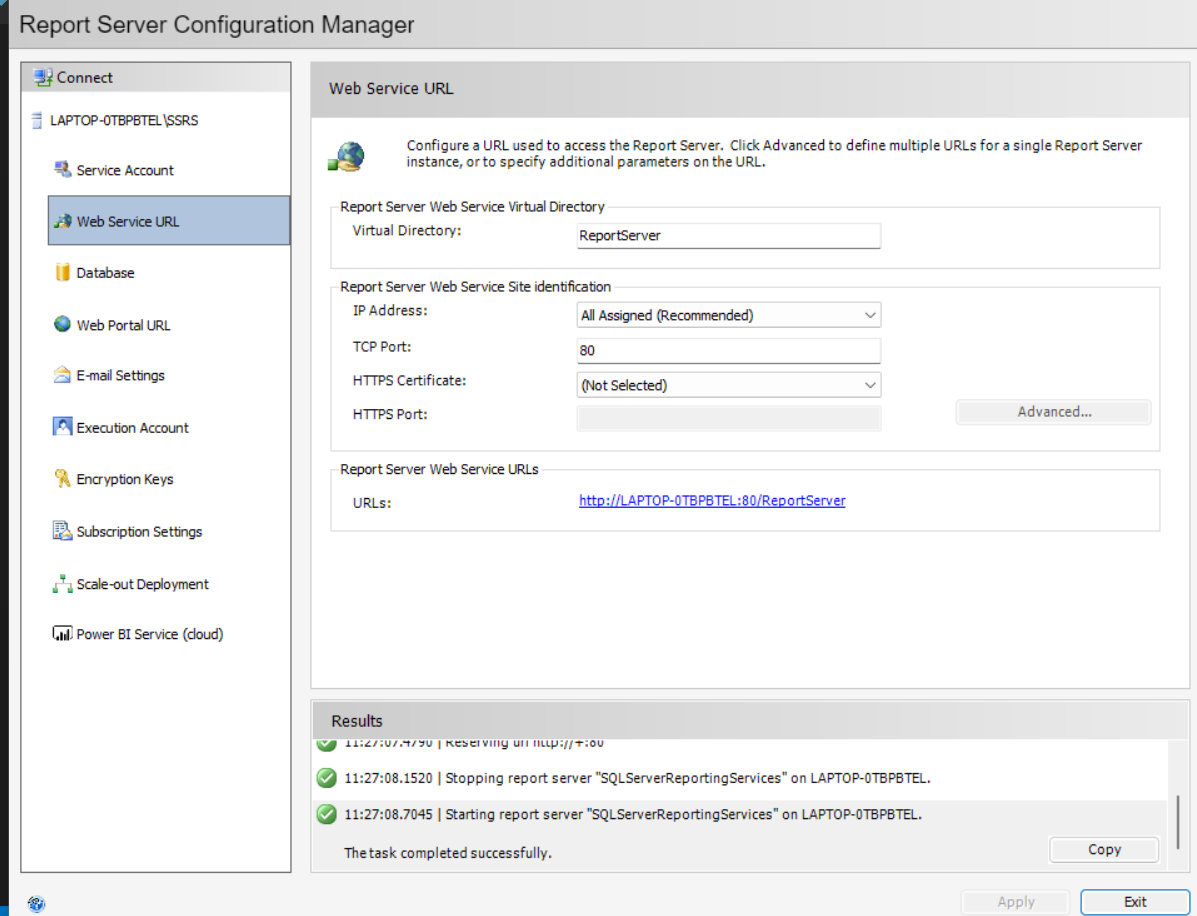 Report Server Configuration Manager
Connect
LAPTOP-0TBPBTEL\SSRS
Service Account
Web Service URL
Database
Web Portal URL
E-mail Settings
Execution Account
Encryption Keys
Subscription Settings
Scale-out Deployment
Power BI Service (cloud)
Web Service URL
Configure a URL used to access the Report Server.  Click Advanced to define multiple URLs for a single Report Server
instance, or to specify additional parameters on the URL.
Report Server Web Service Virtual Directory
Virtual Directory: ReportServer
Report Server Web Service Site identification
IP Address: All Assigned (Recommended)
TCP Port: 80
HTTPS Certificate: (Not Selected)
HTTPS Port:
Advanced...
Report Server Web Service URLs
URLs: http://LAPTOP-0TBPBTEL:80/ReportServer
Results
11:27:07.4790 | Reserving url http://+:80
11:27:08.1520 | Stopping report server "SQLServerReportingServices" on LAPTOP-0TBPBTEL.
11:27:08.7045 | Starting report server "SQLServerReportingServices" on LAPTOP-0TBPBTEL.
The task completed successfully.
Copy
Apply Exit